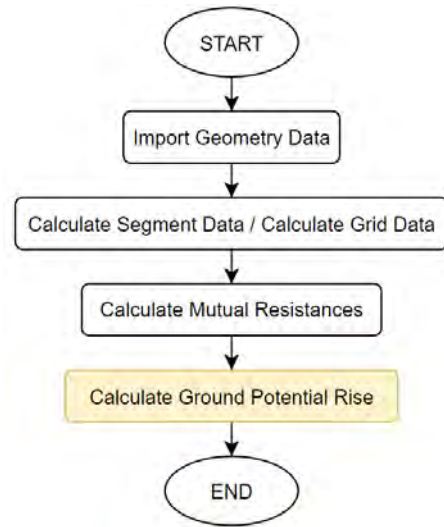 START
Import Geometry Data
Calculate Segment Data / Calculate Grid Data
Calculate Mutual Resistances
Calculate Ground Potential Rise
END